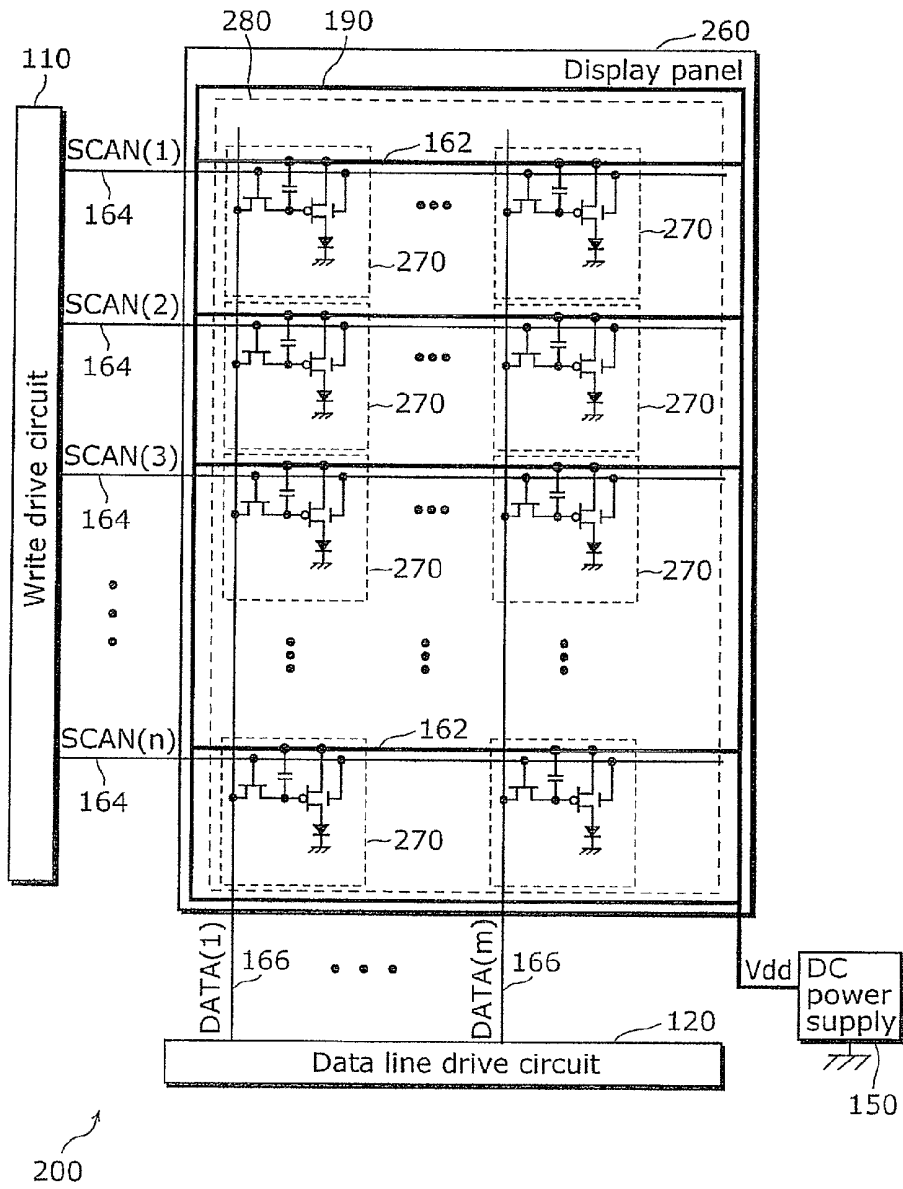 280
190
260
110
Display panel
SCAN(1)
162
164
270
270
SCAN(2)
164
270
270
Write drive circuit
SCAN(3)
164
270
270
SCAN(n)
162
164
270
DATA(1)
166
DATA(m)
166
Vdd
DC
power
supply
120
Data line drive circuit
150
200